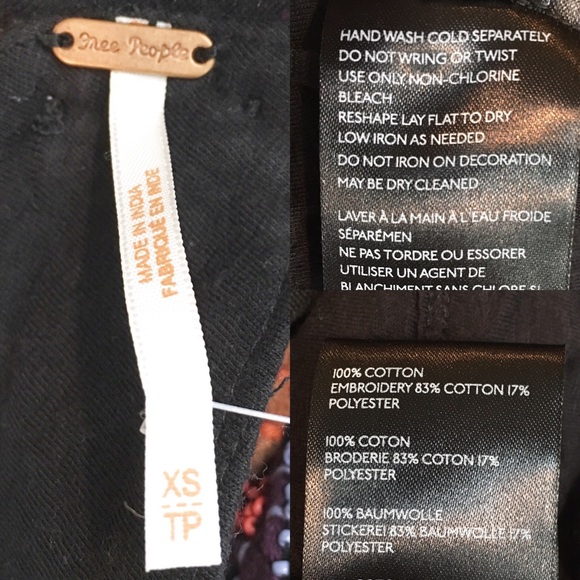 Free People
MADE IN INDIA
FABRIQUÉ EN INDE
XS
TP
HAND WASH COLD SEPARATELY
DO NOT WRING OR TWIST
USE ONLY NON-CHLORINE
BLEACH
RESHAPE LAY FLAT TO DRY
LOW IRON AS NEEDED
DO NOT IRON ON DECORATION
MAY BE DRY CLEANED
LAVER À LA MAIN À L'EAU FROIDE
SÉPARÉMEN
NE PAS TORDRE OU ESSORER
UTILISER UN AGENT DE
BLANCHIMENT SANS CHLORE SI
100% COTTON
EMBROIDERY 83% COTTON 17%
POLYESTER
100% COTON
BRODERIE 83% COTON 17%
POLYESTER
100% BAUMWOLLE
STICKEREI 83% BAUMWOLLE 17%
POLYESTER